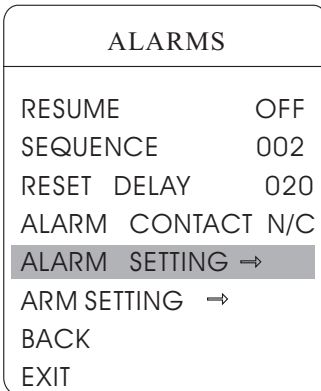 ALARMS
RESUME OFF
SEQUENCE 002
RESET DELAY 020
ALARM CONTACT N/C
ALARM SETTING ⇒
ARM SETTING ⇒
BACK
EXIT